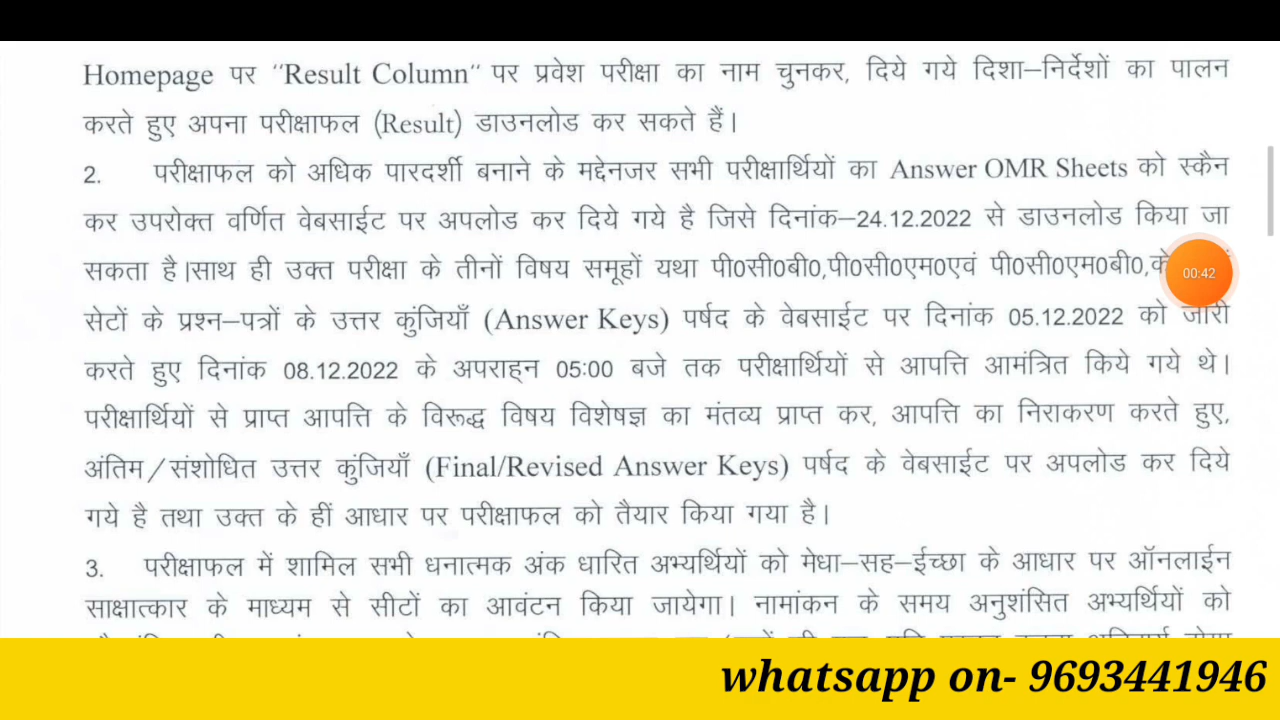 Homepage पर “Result Column“ पर प्रवेश परीक्षा का नाम चुनकर, दिये गये दिशा–निर्देशों का पालन
करते हुए अपना परीक्षाफल (Result) डाउनलोड कर सकते हैं।
2. परीक्षाफल को अधिक पारदर्शी बनाने के मद्देनजर सभी परीक्षार्थियों का Answer OMR Sheets को स्कैन
कर उपरोक्त वर्णित वेबसाईट पर अपलोड कर दिये गये है जिसे दिनांक–24.12.2022 से डाउनलोड किया जा
सकता है।साथ ही उक्त परीक्षा के तीनों विषय समूहों यथा पी0सी0बी0,पी0सी0एम0एवं पी0सी0एम0बी0,के
00:42
सेटों के प्रश्न–पत्रों के उत्तर कुंजियाँ (Answer Keys) पर्षद के वेबसाईट पर दिनांक 05.12.2022 को जारी
करते हुए दिनांक 08.12.2022 के अपराह्न 05:00 बजे तक परीक्षार्थियों से आपत्ति आमंत्रित किये गये थे।
परीक्षार्थियों से प्राप्त आपत्ति के विरूद्ध विषय विशेषज्ञ का मंतव्य प्राप्त कर, आपत्ति का निराकरण करते हुए,
अंतिम/संशोधित उत्तर कुंजियाँ (Final/Revised Answer Keys) पर्षद के वेबसाईट पर अपलोड कर दिये
गये है तथा उक्त के हीं आधार पर परीक्षाफल को तैयार किया गया है।
3. परीक्षाफल में शामिल सभी धनात्मक अंक धारित अभ्यर्थियों को मेधा–सह–ईच्छा के आधार पर ऑनलाईन
साक्षात्कार के माध्यम से सीटों का आवंटन किया जायेगा। नामांकन के समय अनुशंसित अभ्यर्थियों को
whatsapp on- 9693441946